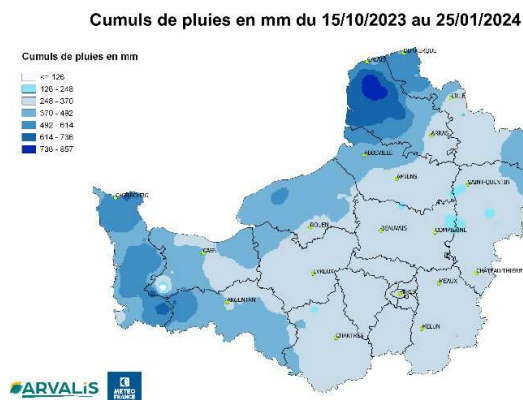 Cumuls de pluies en mm du 15/10/2023 au 25/01/2024
Cumuls de pluies en mm
<= 126
126 - 248
248 - 370
370 - 492
492 - 614
614 - 736
736 - 857
DUNKERQUE
CALAIS
LILLE
ARRAS
ABBEVILLE
AMIENS
SAINT-QUENTIN
CHERBOURG
ROUEN
BEAUVAIS
COMPIEGNE
CAEN
CHÂTEAU-THIERRY
EVREUX
MEAUX
ARGENTAN
MELUN
CHARTRES
ARVALIS
METEO
FRANCE